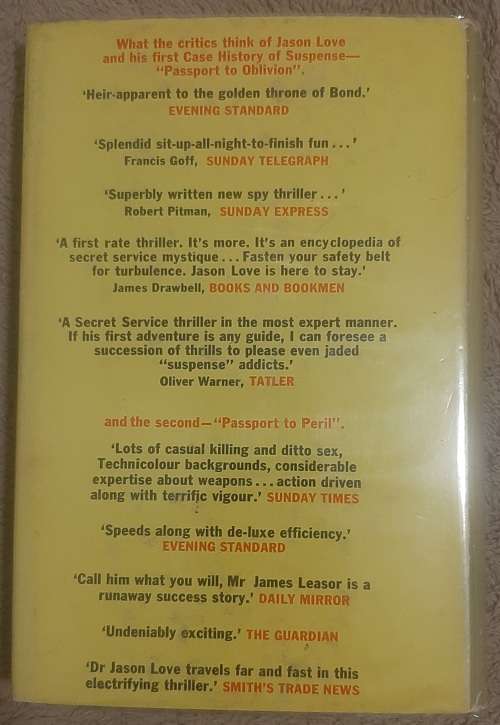 What the critics think of Jason Love
and his first Case History of Suspense—
“Passport to Oblivion”.
‘Heir-apparent to the golden throne of Bond.’
EVENING STANDARD
‘Splendid sit-up-all-night-to-finish fun . . . ’
Francis Goff, SUNDAY TELEGRAPH
‘Superbly written new spy thriller . . . ’
Robert Pitman, SUNDAY EXPRESS
‘A first rate thriller. It’s more. It’s an encyclopedia of
secret service mystique . . . Fasten your safety belt
for turbulence. Jason Love is here to stay.’
James Drawbell, BOOKS AND BOOKMEN
‘A Secret Service thriller in the most expert manner.
If his first adventure is any guide, I can foresee a
succession of thrills to please even jaded
“suspense” addicts.’
Oliver Warner, TATLER
and the second—“Passport to Peril”.
‘Lots of casual killing and ditto sex,
Technicolour backgrounds, considerable
expertise about weapons . . . action driven
along with terrific vigour.’ SUNDAY TIMES
‘Speeds along with de-luxe efficiency.’
EVENING STANDARD
‘Call him what you will, Mr James Leasor is a
runaway success story.’ DAILY MIRROR
‘Undeniably exciting.’ THE GUARDIAN
‘Dr Jason Love travels far and fast in this
electrifying thriller.’ SMITH’S TRADE NEWS